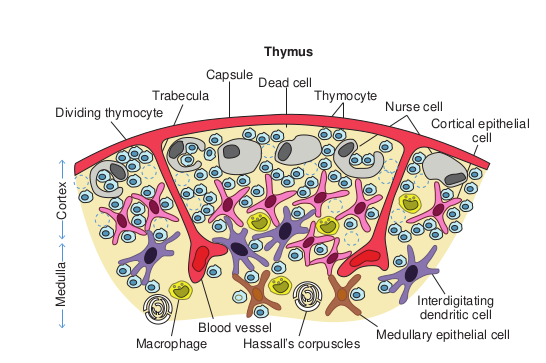 Thymus
Capsule
Dead cell
Trabecula
Thymocyte
Nurse cell
Dividing thymocyte
Cortical epithelial
cell
Cortex
Medulla
Interdigitating
dendritic cell
Blood vessel
Medullary epithelial cell
Macrophage
Hassall's corpuscles